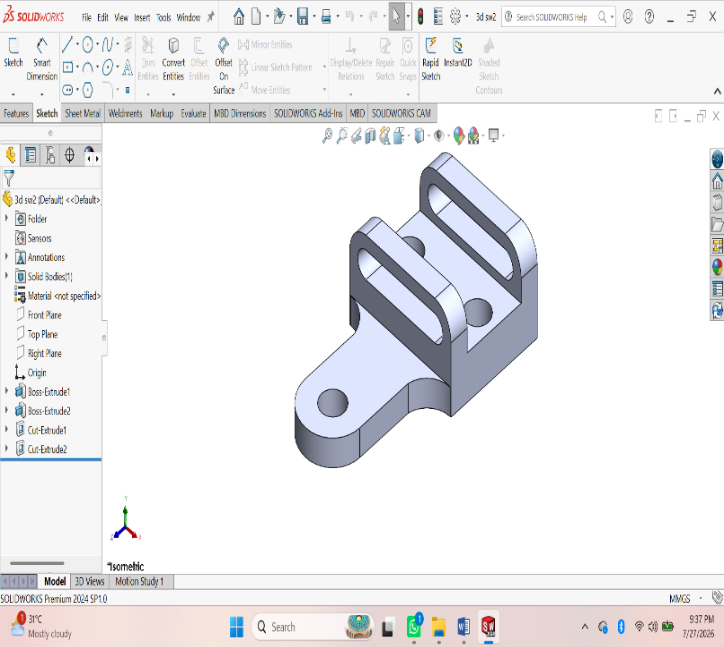 SOLIDWORKS File Edit View Insert Tools Window 3d sw2 Search SOLIDWORKS Help
Sketch Smart Dimension Trim Entities Convert Entities Offset Entities Offset On Surface Mirror Entities Linear Sketch Pattern Move Entities Display/Delete Relations Repair Sketch Quick Snaps Rapid Sketch Instant2D Shaded Sketch Contours
Features Sketch Sheet Metal Weldments Markup Evaluate MBD Dimensions SOLIDWORKS Add-Ins MBD SOLIDWORKS CAM
3d sw2 (Default) <<Default>
Folder
Sensors
Annotations
Solid Bodies(1)
Material <not specified>
Front Plane
Top Plane
Right Plane
Origin
Boss-Extrude1
Boss-Extrude2
Cut-Extrude1
Cut-Extrude2
*Isometric
Model 3D Views Motion Study 1
SOLIDWORKS Premium 2024 SP1.0 MMGS
31°C
Mostly cloudy
Search
9:37 PM
7/27/2026